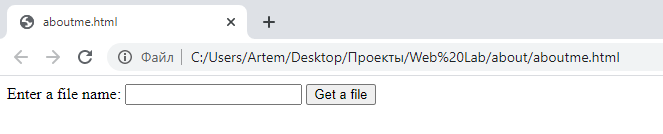 aboutme.html
Файл | C:/Users/Artem/Desktop/Проекты/Web%20Lab/about/aboutme.html
Enter a file name: Get a file